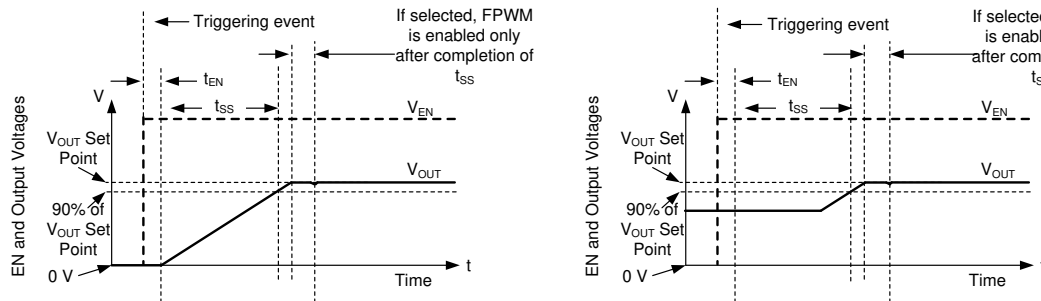 Triggering event
If selected, FPWM
is enabled only
after completion of
tSS
tEN
tSS
V
VEN
VOUT Set
Point
VOUT
90% of
VOUT Set
Point
0 V
EN and Output Voltages
Time
t
Triggering event
If selected
is enabl
after com
tS
tEN
tSS
V
VEN
VOUT Set
Point
VOUT
90% of
VOUT Set
Point
0 V
EN and Output Voltages
Time